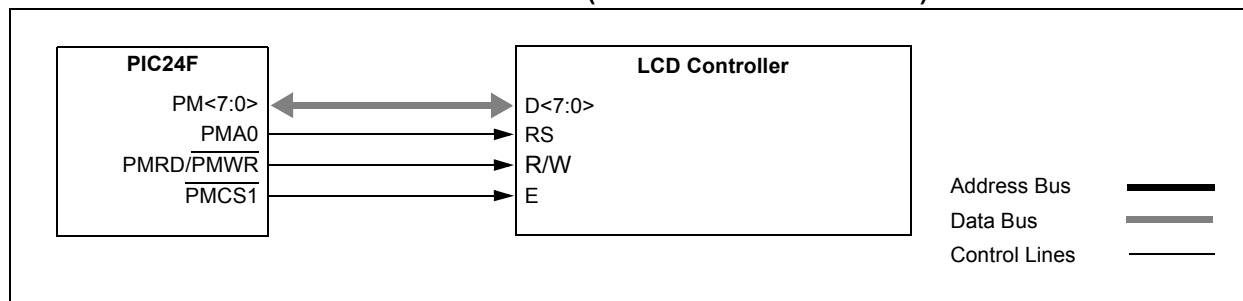 PIC24F
LCD Controller
PM<7:0>
D<7:0>
PMA0
RS
PMRD/PMWR
R/W
PMCS1
E
Address Bus
Data Bus
Control Lines